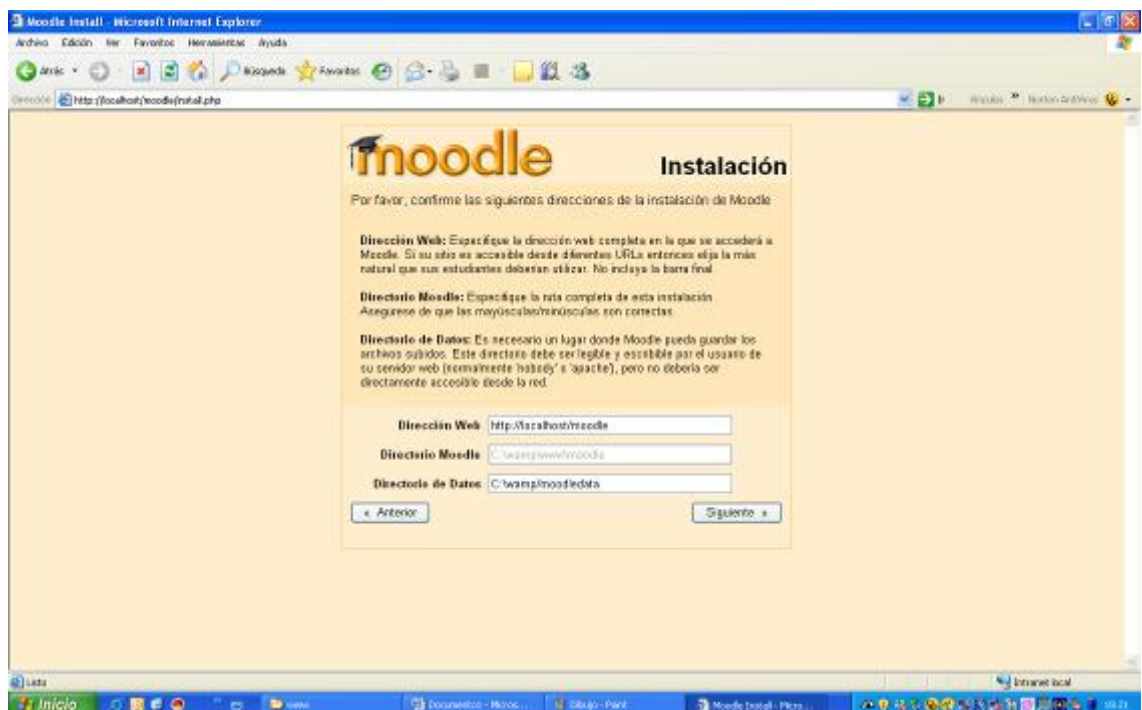 Moodle Install - Microsoft Internet Explorer
Archivo Edición Ver Favoritos Herramientas Ayuda
Atrás Búsqueda Favoritos
Dirección http://localhost/moodle/install.php Vínculos Norton AntiVirus
moodle Instalación
Por favor, confirme las siguientes direcciones de la instalación de Moodle
Dirección Web: Especifique la dirección web completa en la que se accederá a
Moodle. Si su sitio es accesible desde diferentes URLs entonces elija la más
natural que sus estudiantes deberían utilizar. No incluya la barra final
Directorio Moodle: Especifique la ruta completa de esta instalación
Asegurese de que las mayúsculas/minúsculas son correctas
Directorio de Datos: Es necesario un lugar donde Moodle pueda guardar los
archivos subidos. Este directorio debe ser legible y escribible por el usuario de
su servidor web (normalmente 'nobody' o 'apache'), pero no debería ser
directamente accesible desde la red.
Dirección Web http://localhost/moodle
Directorio Moodle C:\wamp\www\moodle
Directorio de Datos C:\wamp/moodledata
« Anterior Siguiente »
Listo Intranet local
Inicio www Documentos - Micros... Dibujo - Paint Moodle Install - Micro...